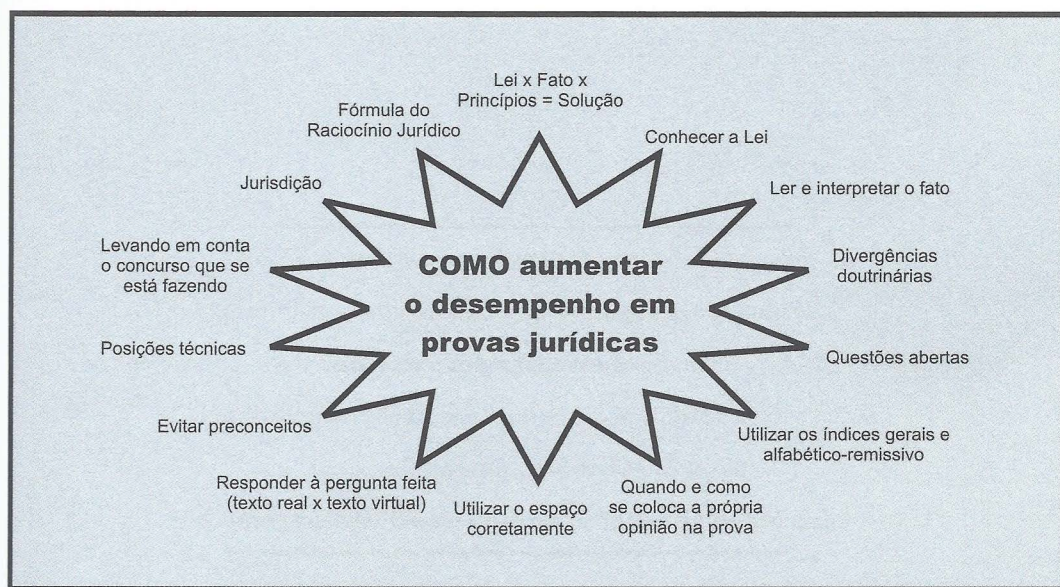 Lei x Fato x
Princípios = Solução
Fórmula do
Raciocínio Jurídico
Conhecer a Lei
Jurisdição
Ler e interpretar o fato
Levando em conta
o concurso que se
está fazendo
COMO aumentar
o desempenho em
provas jurídicas
Divergências
doutrinárias
Posições técnicas
Questões abertas
Evitar preconceitos
Utilizar os índices gerais e
alfabético-remissivo
Responder à pergunta feita
(texto real x texto virtual)
Utilizar o espaço
corretamente
Quando e como
se coloca a própria
opinião na prova